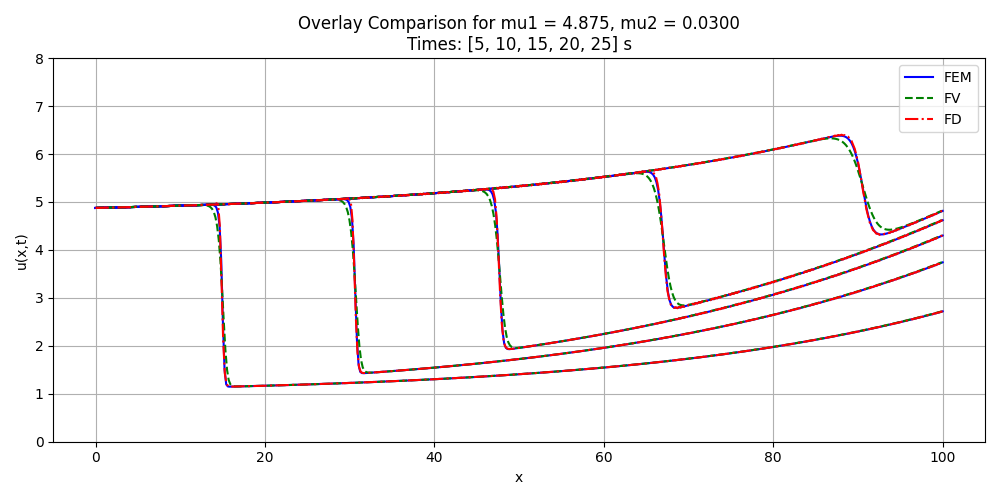 Overlay Comparison for mu1 = 4.875, mu2 = 0.0300
Times: [5, 10, 15, 20, 25] s
8
7
6
5
4
3
2
1
0
u(x,t)
FEM
FV
FD
0 20 40 60 80 100
x